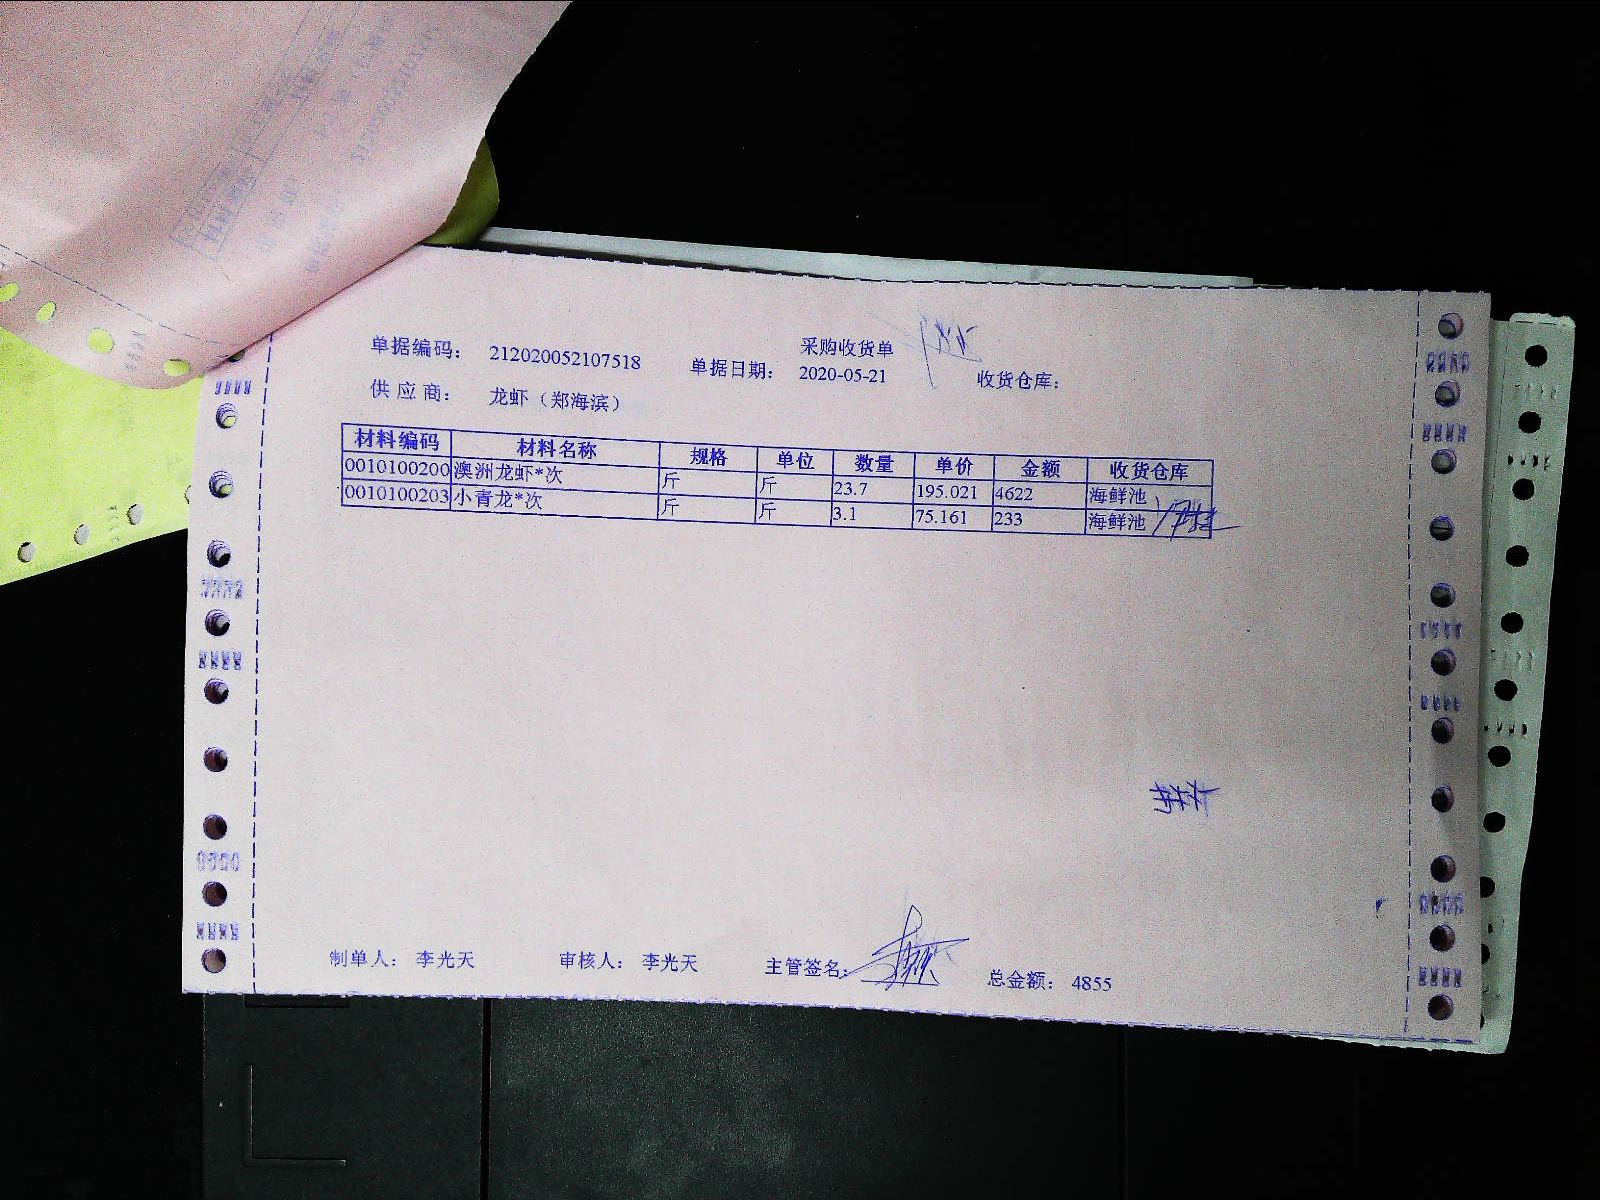 采购收货单
单据编码： 212020052107518 单据日期： 2020-05-21 收货仓库：
供 应 商： 龙虾（郑海滨）
材料编码 材料名称 规格 单位 数量 单价 金额 收货仓库
0010100200 澳洲龙虾*次 斤 斤 23.7 195.021 4622 海鲜池
0010100203 小青龙*次 斤 斤 3.1 75.161 233 海鲜池
制单人： 李光天 审核人： 李光天 主管签名： 总金额： 4855